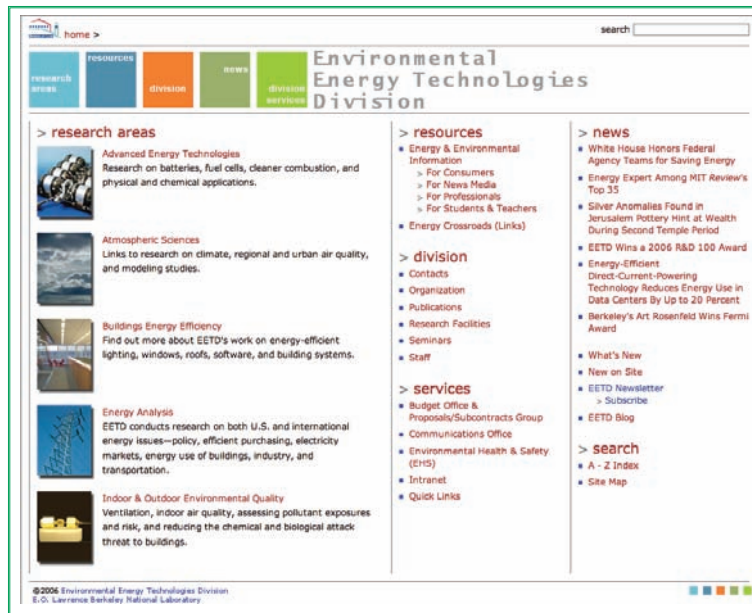 home >
search
research
areas
resources
division
news
division
services
Environmental
Energy Technologies
Division
> research areas
Advanced Energy Technologies
Research on batteries, fuel cells, cleaner combustion, and
physical and chemical applications.
Atmospheric Sciences
Links to research on climate, regional and urban air quality,
and modeling studies.
Buildings Energy Efficiency
Find out more about EETD's work on energy-efficient
lighting, windows, roofs, software, and building systems.
Energy Analysis
EETD conducts research on both U.S. and international
energy issues—policy, efficient purchasing, electricity
markets, energy use of buildings, industry, and
transportation.
Indoor & Outdoor Environmental Quality
Ventilation, indoor air quality, assessing pollutant exposures
and risk, and reducing the chemical and biological attack
threat to buildings.
> resources
Energy & Environmental
Information
> For Consumers
> For News Media
> For Professionals
> For Students & Teachers
Energy Crossroads (Links)
> division
Contacts
Organization
Publications
Research Facilities
Seminars
Staff
> services
Budget Office &
Proposals/Subcontracts Group
Communications Office
Environmental Health & Safety
(EHS)
Intranet
Quick Links
> news
White House Honors Federal
Agency Teams for Saving Energy
Energy Expert Among MIT Review's
Top 35
Silver Anomalies Found in
Jerusalem Pottery Hint at Wealth
During Second Temple Period
EETD Wins a 2006 R&D 100 Award
Energy-Efficient
Direct-Current-Powering
Technology Reduces Energy Use in
Data Centers By Up to 20 Percent
Berkeley's Art Rosenfeld Wins Fermi
Award
What's New
New on Site
EETD Newsletter
> Subscribe
EETD Blog
> search
A - Z Index
Site Map
©2006 Environmental Energy Technologies Division
E.O. Lawrence Berkeley National Laboratory